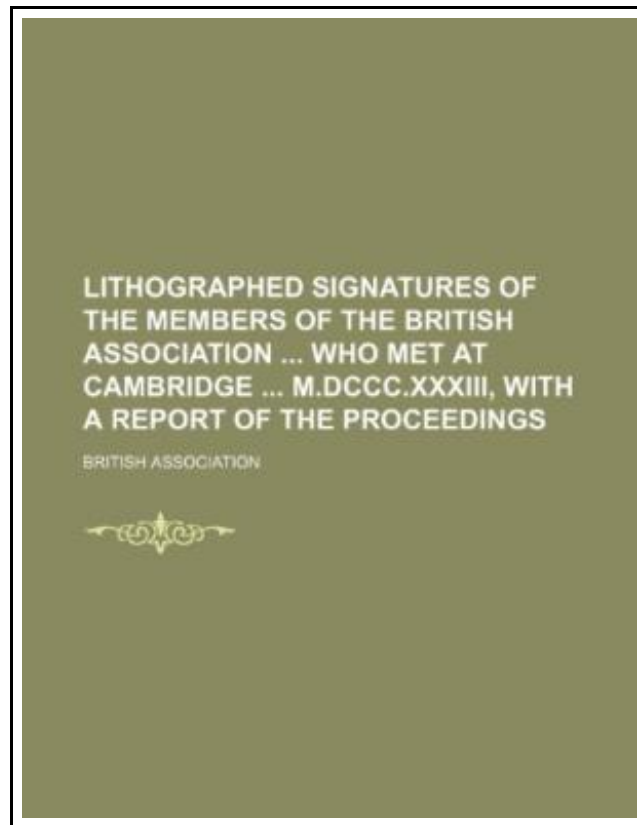 LITHOGRAPHED SIGNATURES OF
THE MEMBERS OF THE BRITISH
ASSOCIATION ... WHO MET AT
CAMBRIDGE ... M.DCCC.XXXIII, WITH
A REPORT OF THE PROCEEDINGS
BRITISH ASSOCIATION